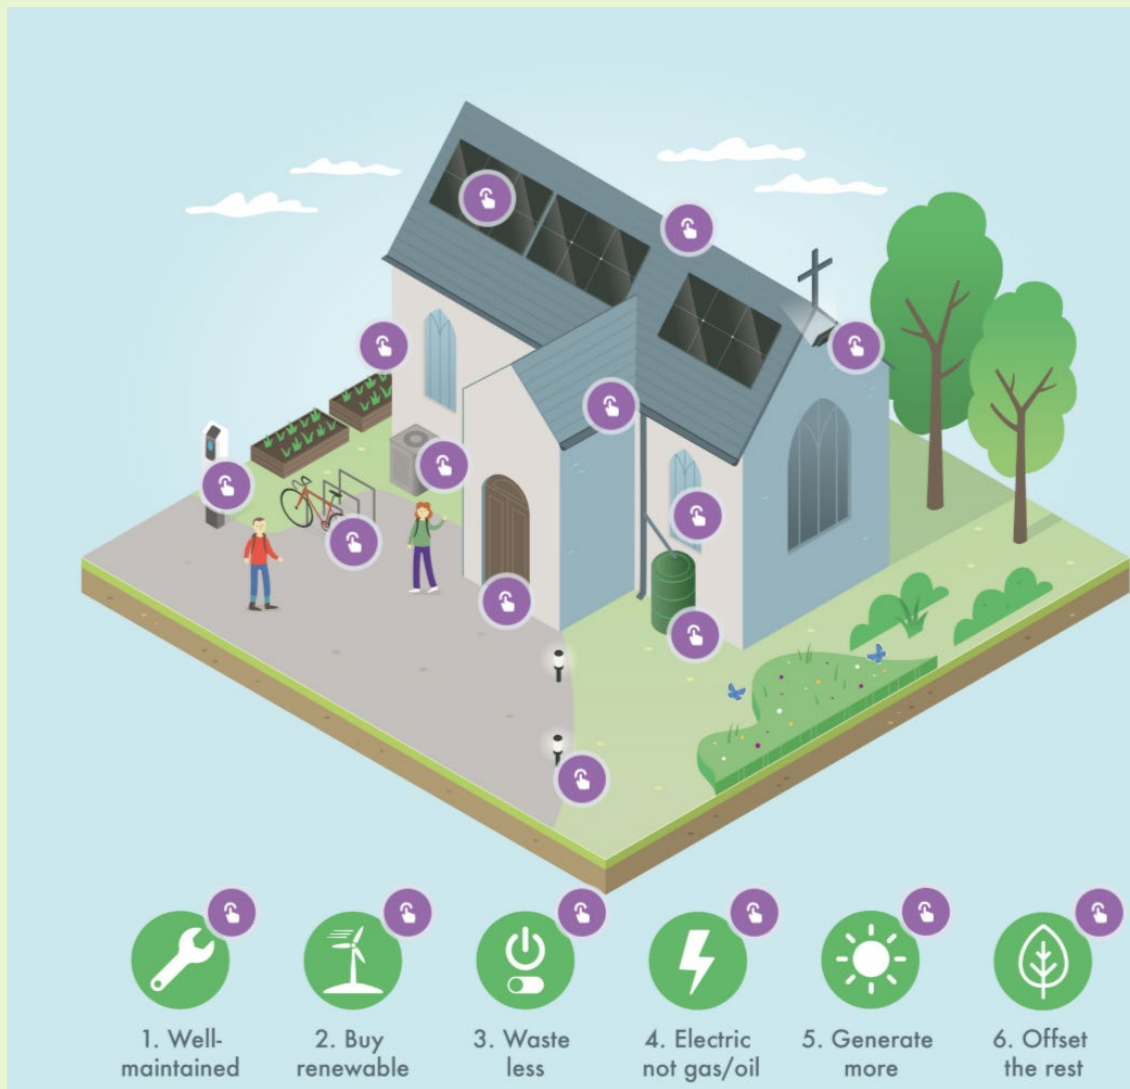 1. Well-
maintained
2. Buy
renewable
3. Waste
less
4. Electric
not gas/oil
5. Generate
more
6. Offset
the rest